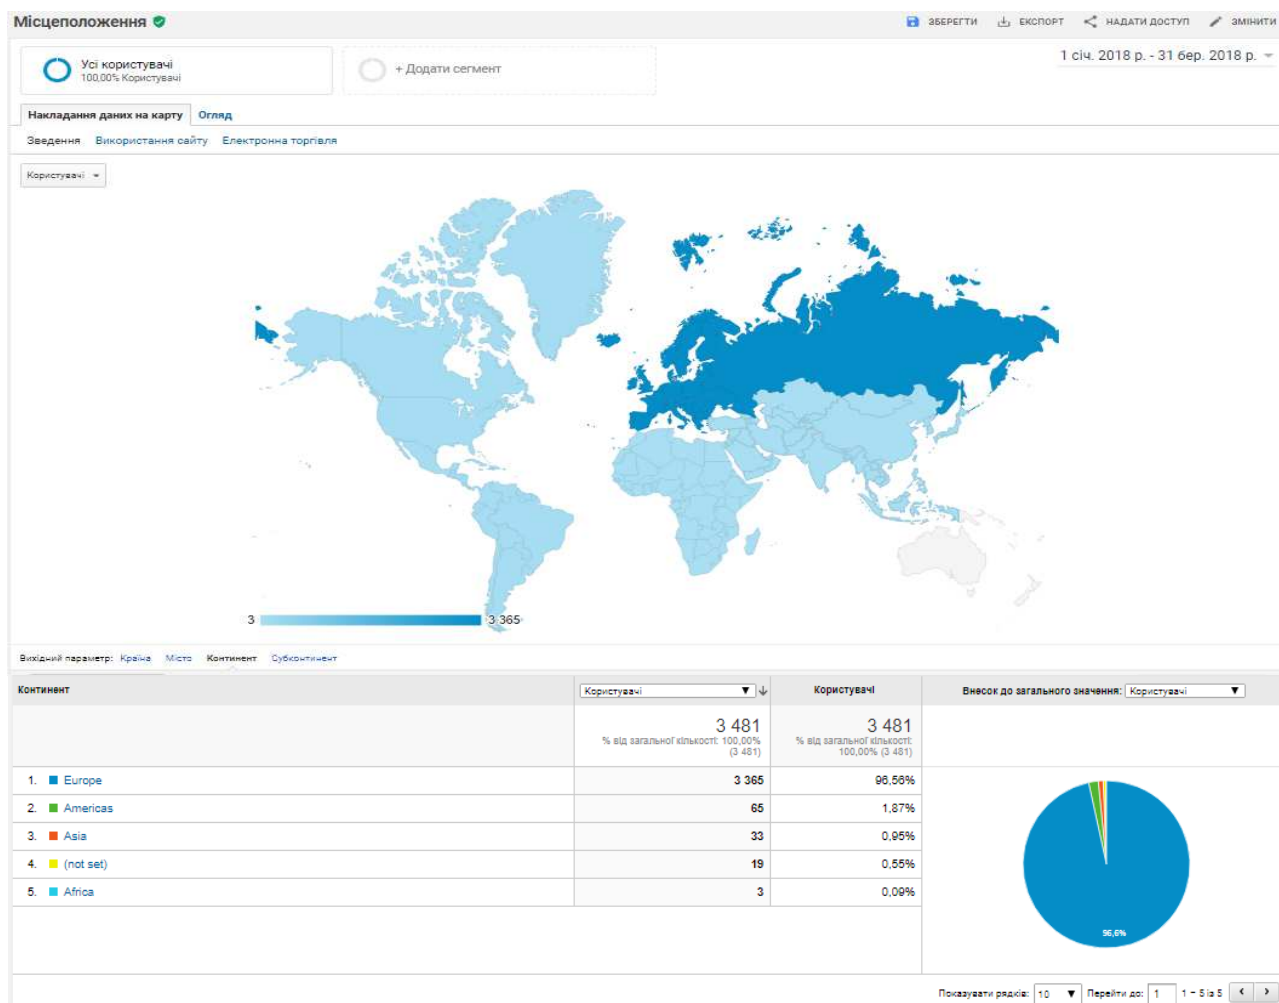 Місцеположення
ЗБЕРЕГТИ ЕКСПОРТ НАДАТИ ДОСТУП ЗМІНИТИ
Усі користувачі
100,00% Користувачі
+ Додати сегмент
1 січ. 2018 р. - 31 бер. 2018 р.
Накладання даних на карту Огляд
Зведення Використання сайту Електронна торгівля
Користувачі
3 3 365
Вихідний параметр: Країна Місто Континент Субконтинент
Континент Користувачі Користувачі Внесок до загального значення: Користувачі
3 481 3 481
% від загальної кількості: 100,00% % від загальної кількості:
(3 481) 100,00% (3 481)
1. Europe 3 365 96,56%
2. Americas 65 1,87%
3. Asia 33 0,95%
4. (not set) 19 0,55%
5. Africa 3 0,09%
96,6%
Показувати рядків: 10 Перейти до: 1 1 – 5 із 5